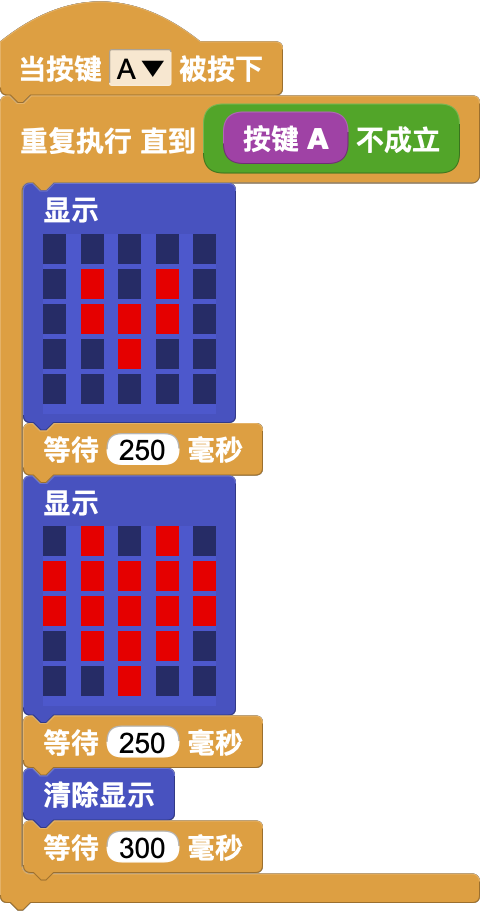 当按键 A 被按下
重复执行 直到 按键 A 不成立
显示
等待 250 毫秒
显示
等待 250 毫秒
清除显示
等待 300 毫秒